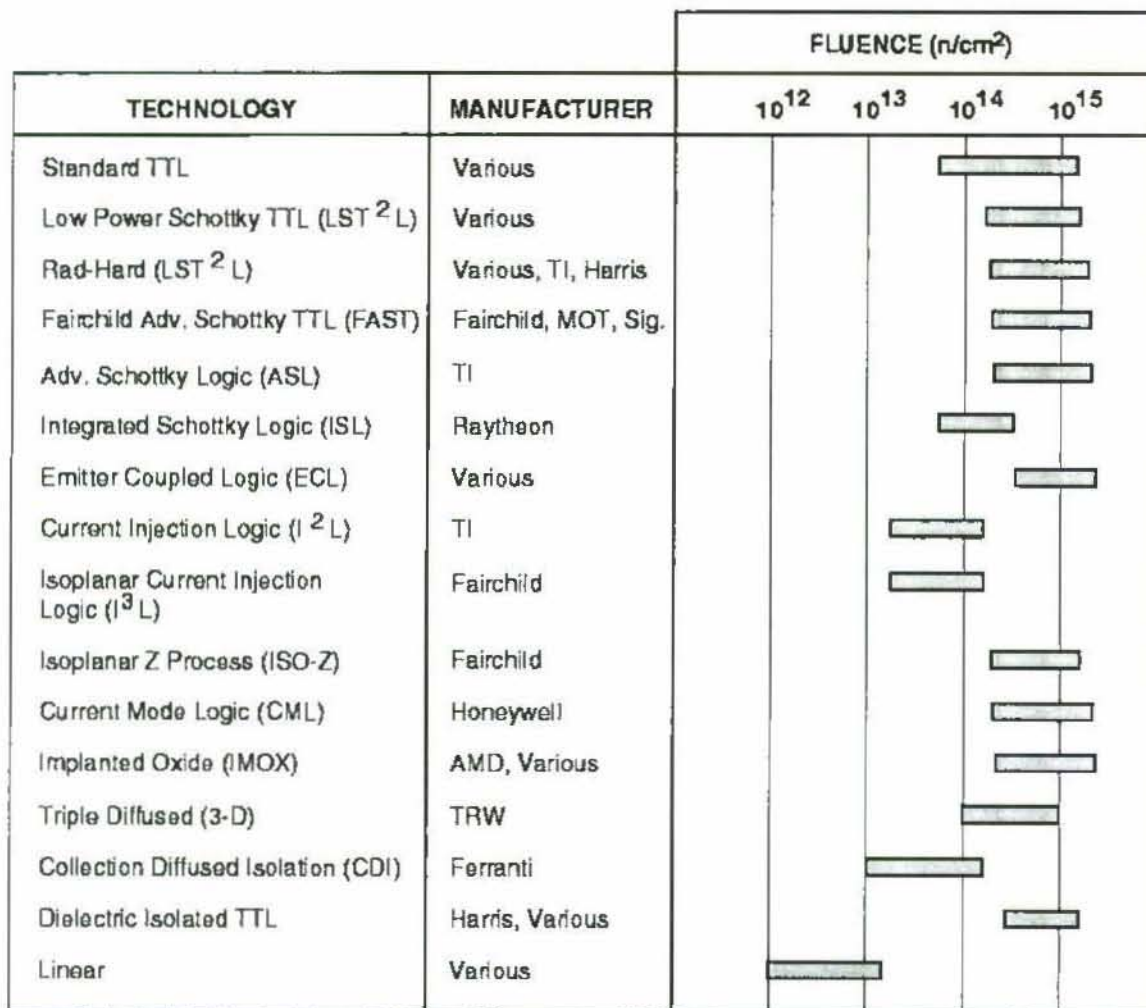 FLUENCE (n/cm²)
TECHNOLOGY MANUFACTURER 10¹² 10¹³ 10¹⁴ 10¹⁵
Standard TTL Various
Low Power Schottky TTL (LST² L) Various
Rad-Hard (LST² L) Various, TI, Harris
Fairchild Adv. Schottky TTL (FAST) Fairchild, MOT, Sig.
Adv. Schottky Logic (ASL) TI
Integrated Schottky Logic (ISL) Raytheon
Emitter Coupled Logic (ECL) Various
Current Injection Logic (I² L) TI
Isoplanar Current Injection Fairchild
Logic (I³ L)
Isoplanar Z Process (ISO-Z) Fairchild
Current Mode Logic (CML) Honeywell
Implanted Oxide (IMOX) AMD, Various
Triple Diffused (3-D) TRW
Collection Diffused Isolation (CDI) Ferranti
Dielectric Isolated TTL Harris, Various
Linear Various